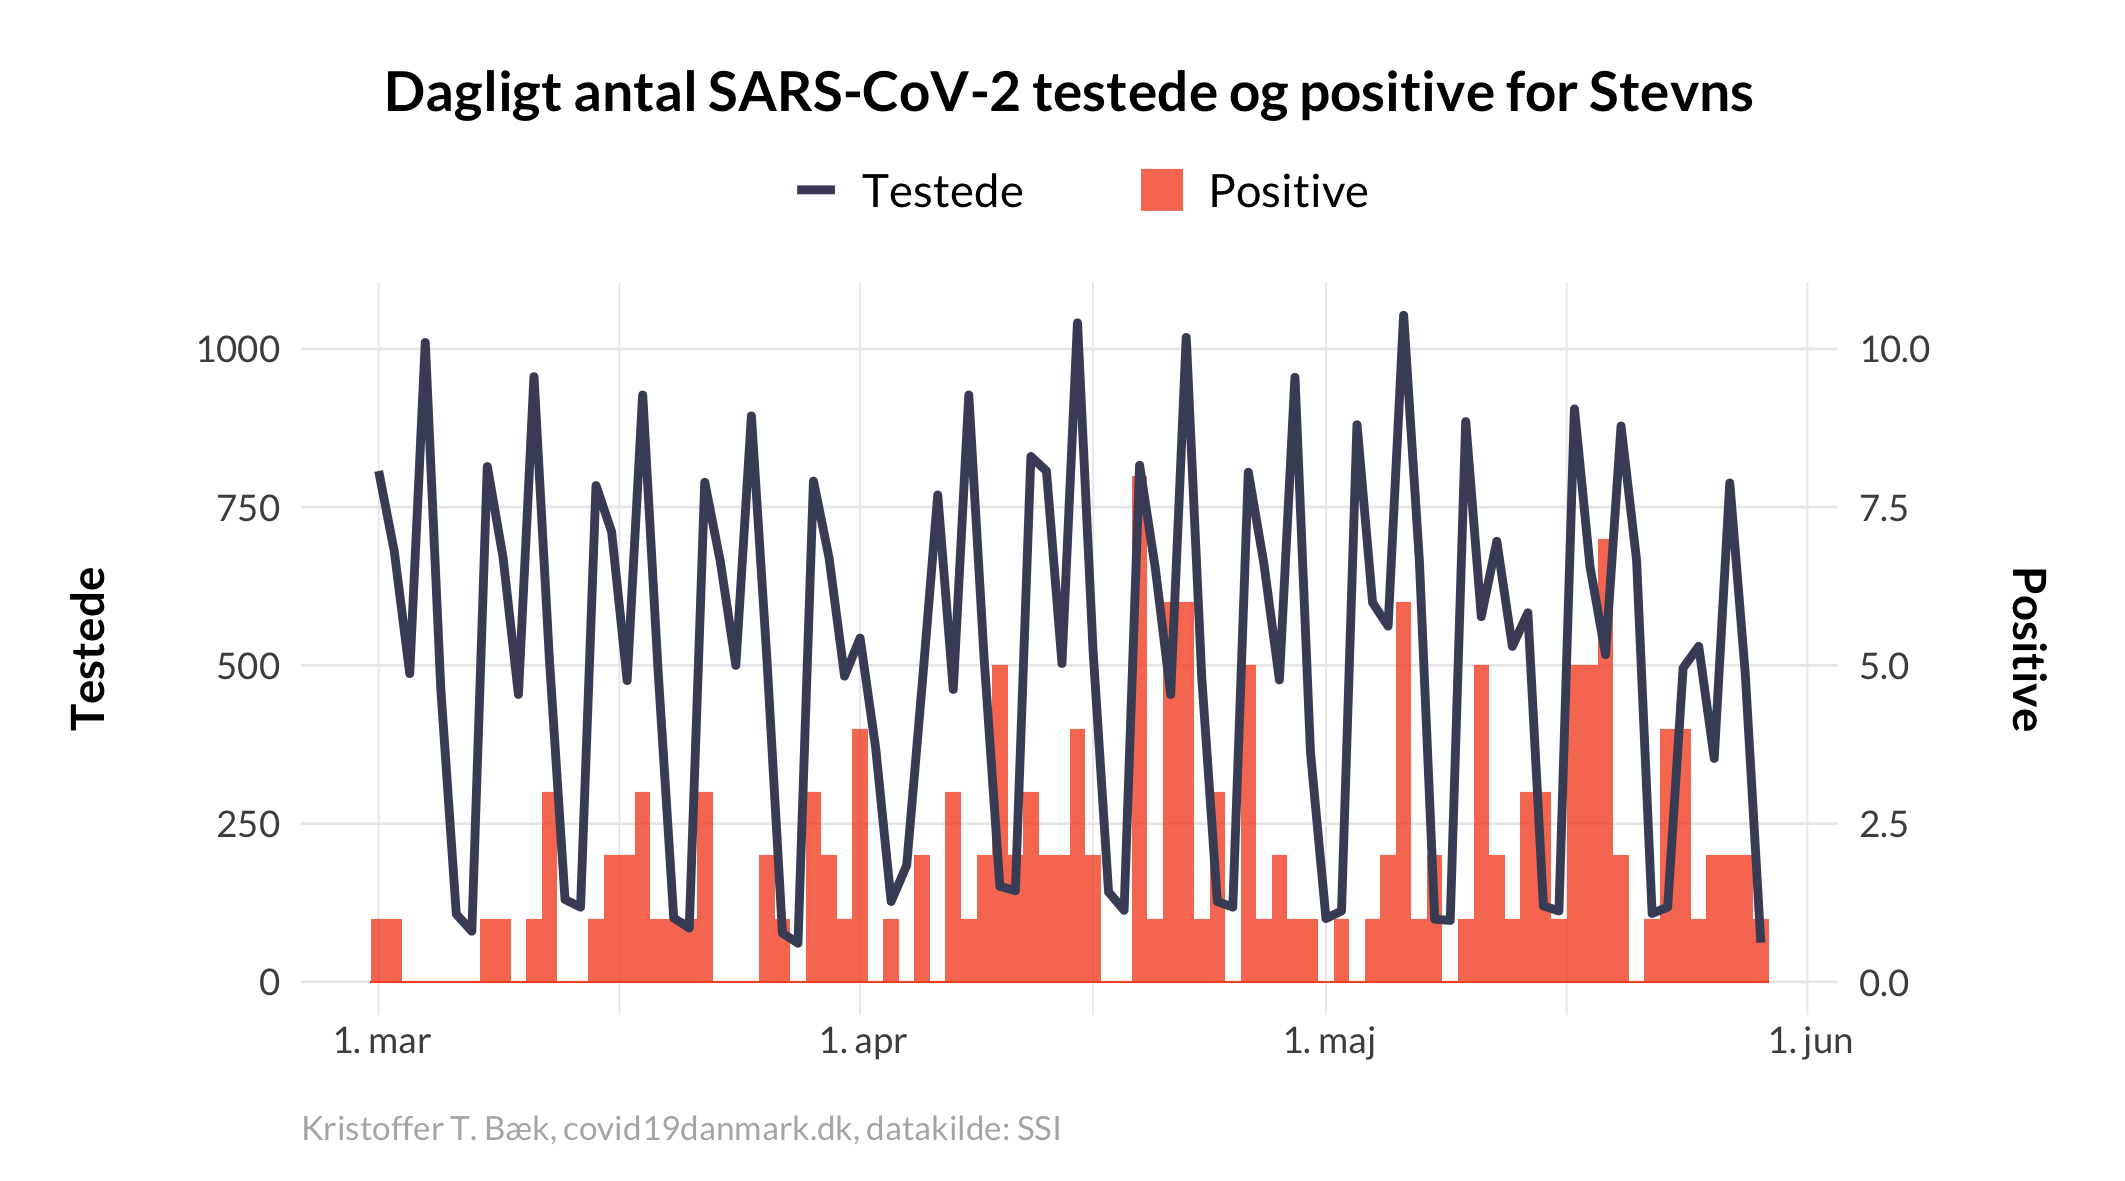 Dagligt antal SARS-CoV-2 testede og positive for Stevns
Testede
Positive
1000
750
500
250
0
10.0
7.5
5.0
2.5
0.0
Testede
Positive
1. mar
1. apr
1. maj
1. jun
Kristoffer T. Bæk, covid19danmark.dk, datakilde: SSI